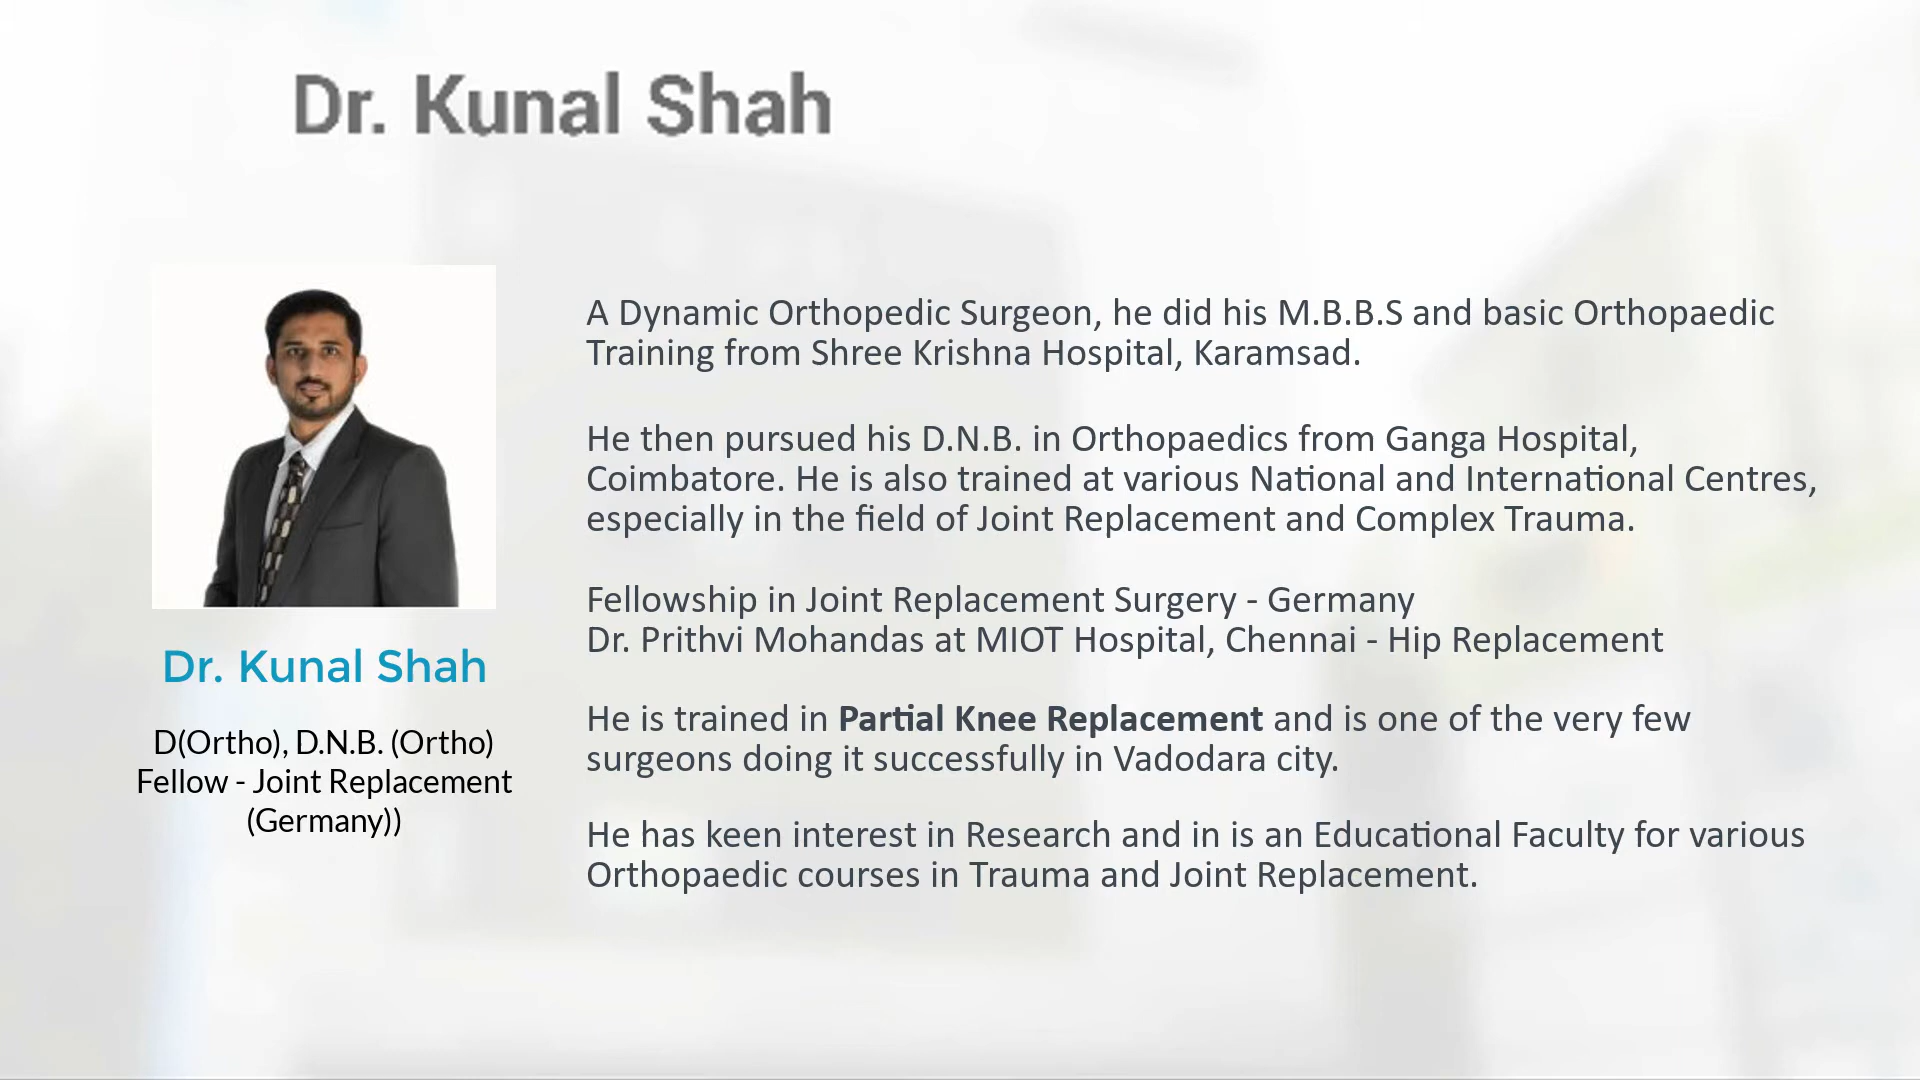 Dr. Kunal Shah
Dr. Kunal Shah
D(Ortho), D.N.B. (Ortho)
Fellow - Joint Replacement
(Germany))
A Dynamic Orthopedic Surgeon, he did his M.B.B.S and basic Orthopaedic
Training from Shree Krishna Hospital, Karamsad.
He then pursued his D.N.B. in Orthopaedics from Ganga Hospital,
Coimbatore. He is also trained at various National and International Centres,
especially in the field of Joint Replacement and Complex Trauma.
Fellowship in Joint Replacement Surgery - Germany
Dr. Prithvi Mohandas at MIOT Hospital, Chennai - Hip Replacement
He is trained in Partial Knee Replacement and is one of the very few
surgeons doing it successfully in Vadodara city.
He has keen interest in Research and in is an Educational Faculty for various
Orthopaedic courses in Trauma and Joint Replacement.